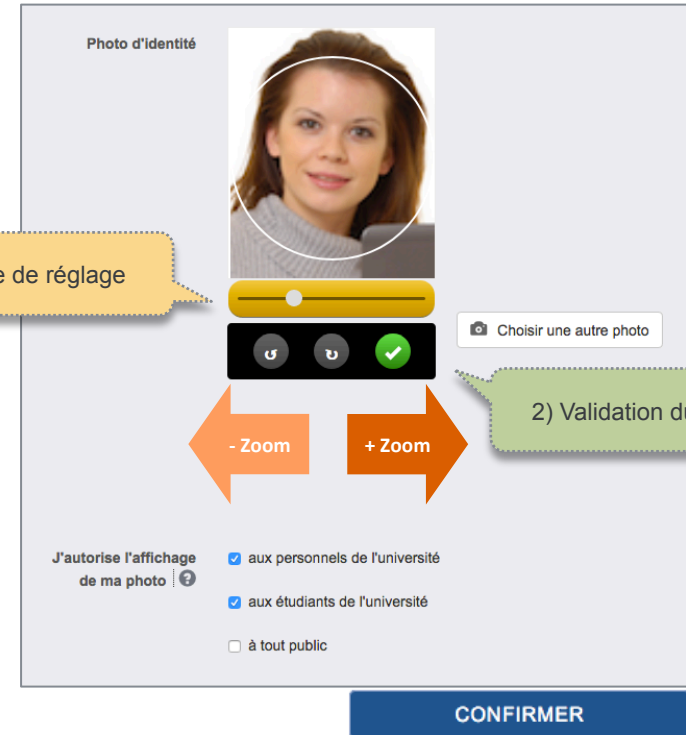 Photo d'identité
de réglage
Choisir une autre photo
2) Validation
- Zoom
+ Zoom
J'autorise l'affichage
de ma photo
aux personnels de l'université
aux étudiants de l'université
à tout public
CONFIRMER